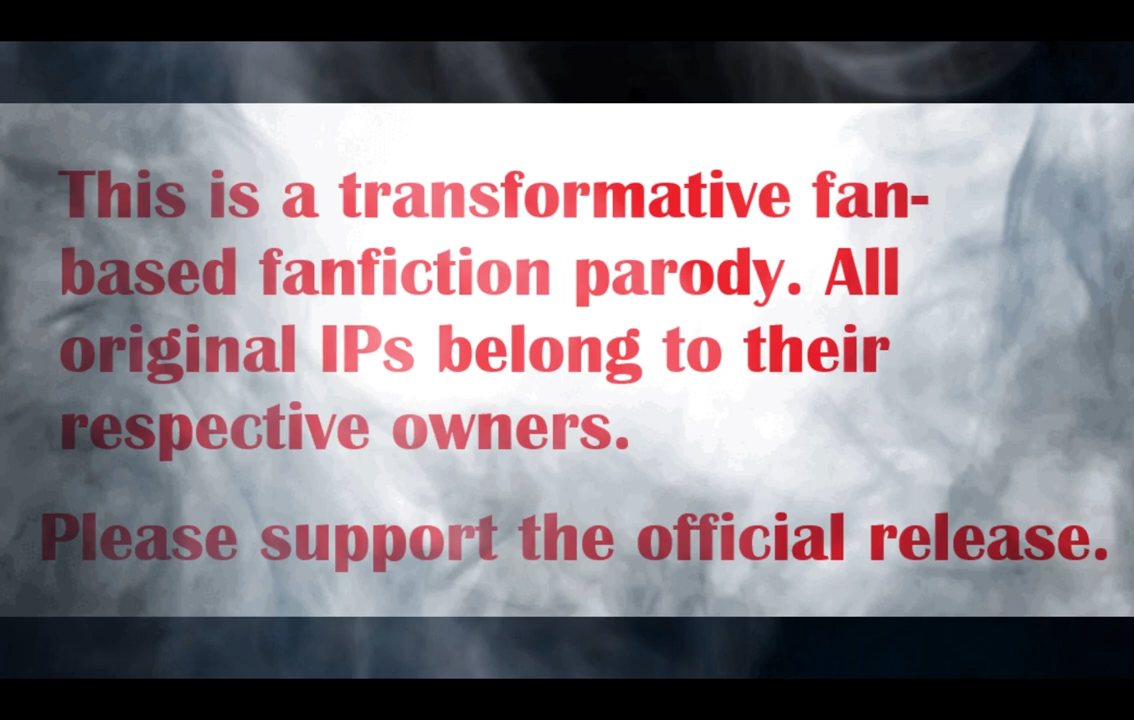 This is a transformative fan-
based fanfiction parody. All
original IPs belong to their
respective owners.
Please support the official release.